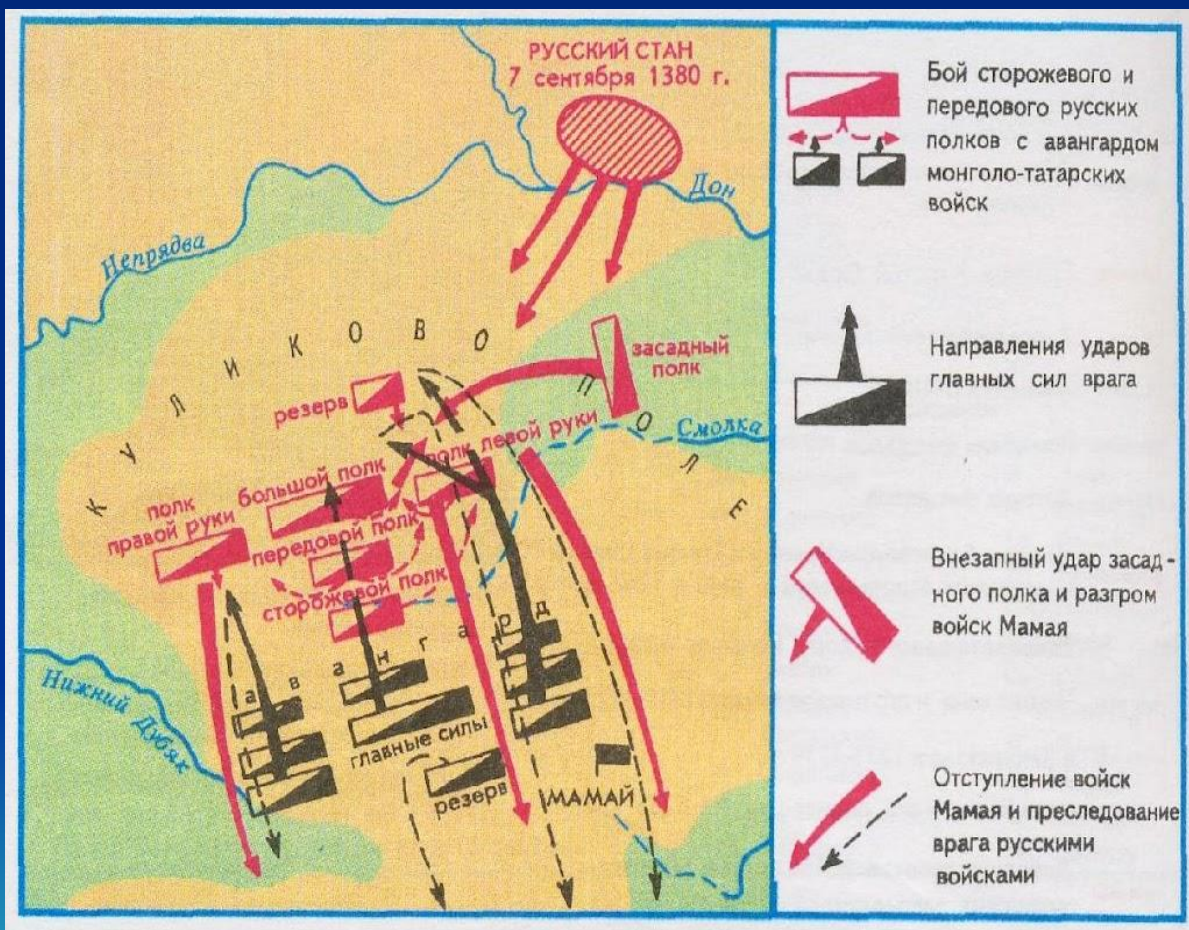 РУССКИЙ СТАН
7 сентября 1380 г.
Дон
Непрядва
КУЛИКОВО ПОЛЕ
засадный
полк
резерв
Смолка
полк левой руки
большой полк
полк
правой руки
передовой полк
сторожевой полк
авангард
Нижний Дубяк
главные силы
резерв
МАМАЙ
Бой сторожевого и
передового русских
полков с авангардом
монголо-татарских
войск
Направления ударов
главных сил врага
Внезапный удар засад-
ного полка и разгром
войск Мамая
Отступление войск
Мамая и преследование
врага русскими
войсками